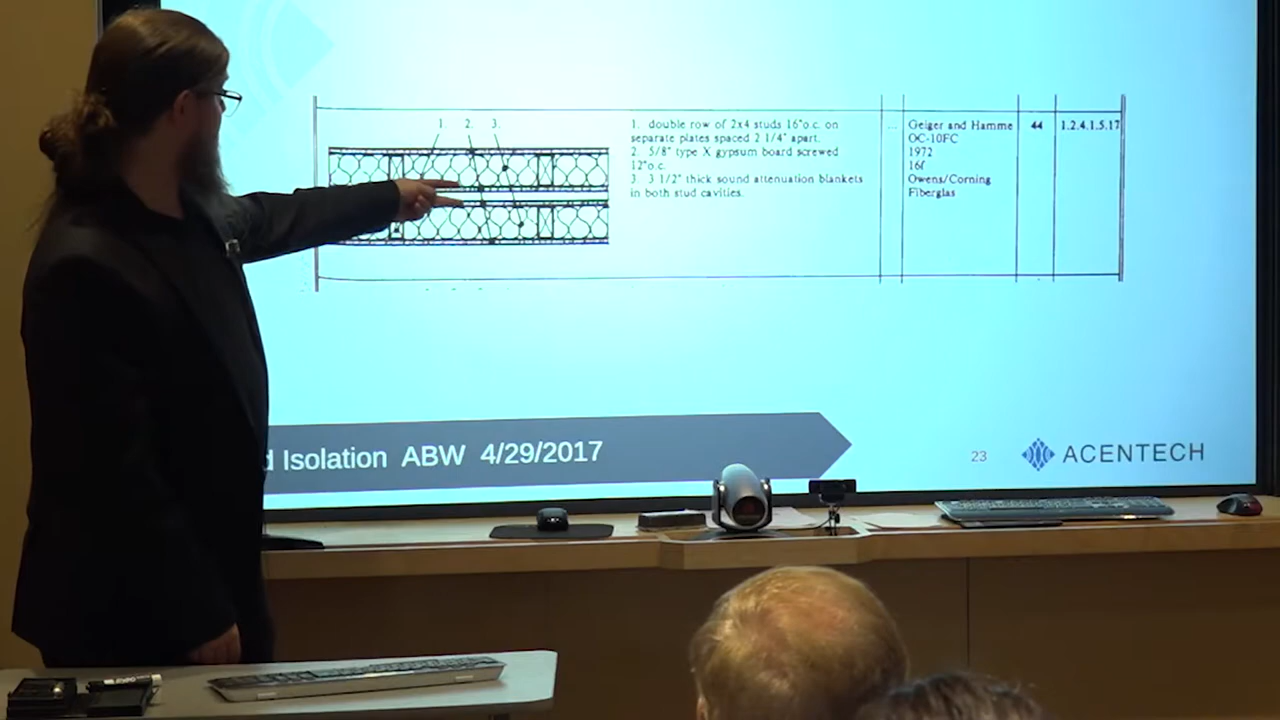 1. 2. 3.
1. double row of 2x4 studs 16"o.c. on
separate plates spaced 2 1/4" apart.
2. 5/8" type X gypsum board screwed
12"o.c.
3. 3 1/2" thick sound attenuation blankets
in both stud cavities.
Geiger and Hamme
OC-10FC
1972
16f
Owens/Corning
Fiberglas
44
1.2.4.1.5.17
Isolation ABW 4/29/2017
23
ACENTECH